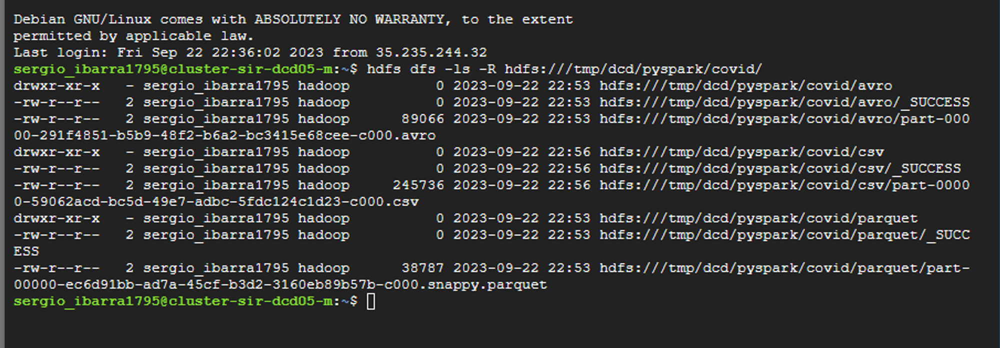 Debian GNU/Linux comes with ABSOLUTELY NO WARRANTY, to the extent
permitted by applicable law.
Last login: Fri Sep 22 22:36:02 2023 from 35.235.244.32
sergio_ibarra1795@cluster-sir-dcd05-m:~$ hdfs dfs -ls -R hdfs:///tmp/dcd/pyspark/covid/
drwxr-xr-x   - sergio_ibarra1795 hadoop          0 2023-09-22 22:53 hdfs:///tmp/dcd/pyspark/covid/avro
-rw-r--r--   2 sergio_ibarra1795 hadoop          0 2023-09-22 22:53 hdfs:///tmp/dcd/pyspark/covid/avro/_SUCCESS
-rw-r--r--   2 sergio_ibarra1795 hadoop      89066 2023-09-22 22:53 hdfs:///tmp/dcd/pyspark/covid/avro/part-000
00-291f4851-b5b9-48f2-b6a2-bc3415e68cee-c000.avro
drwxr-xr-x   - sergio_ibarra1795 hadoop          0 2023-09-22 22:56 hdfs:///tmp/dcd/pyspark/covid/csv
-rw-r--r--   2 sergio_ibarra1795 hadoop          0 2023-09-22 22:56 hdfs:///tmp/dcd/pyspark/covid/csv/_SUCCESS
-rw-r--r--   2 sergio_ibarra1795 hadoop     245736 2023-09-22 22:56 hdfs:///tmp/dcd/pyspark/covid/csv/part-0000
0-59062acd-bc5d-49e7-adbc-5fdc124c1d23-c000.csv
drwxr-xr-x   - sergio_ibarra1795 hadoop          0 2023-09-22 22:53 hdfs:///tmp/dcd/pyspark/covid/parquet
-rw-r--r--   2 sergio_ibarra1795 hadoop          0 2023-09-22 22:53 hdfs:///tmp/dcd/pyspark/covid/parquet/_SUCC
ESS
-rw-r--r--   2 sergio_ibarra1795 hadoop      38787 2023-09-22 22:53 hdfs:///tmp/dcd/pyspark/covid/parquet/part-
00000-ec6d91bb-ad7a-45cf-b3d2-3160eb89b57b-c000.snappy.parquet
sergio_ibarra1795@cluster-sir-dcd05-m:~$